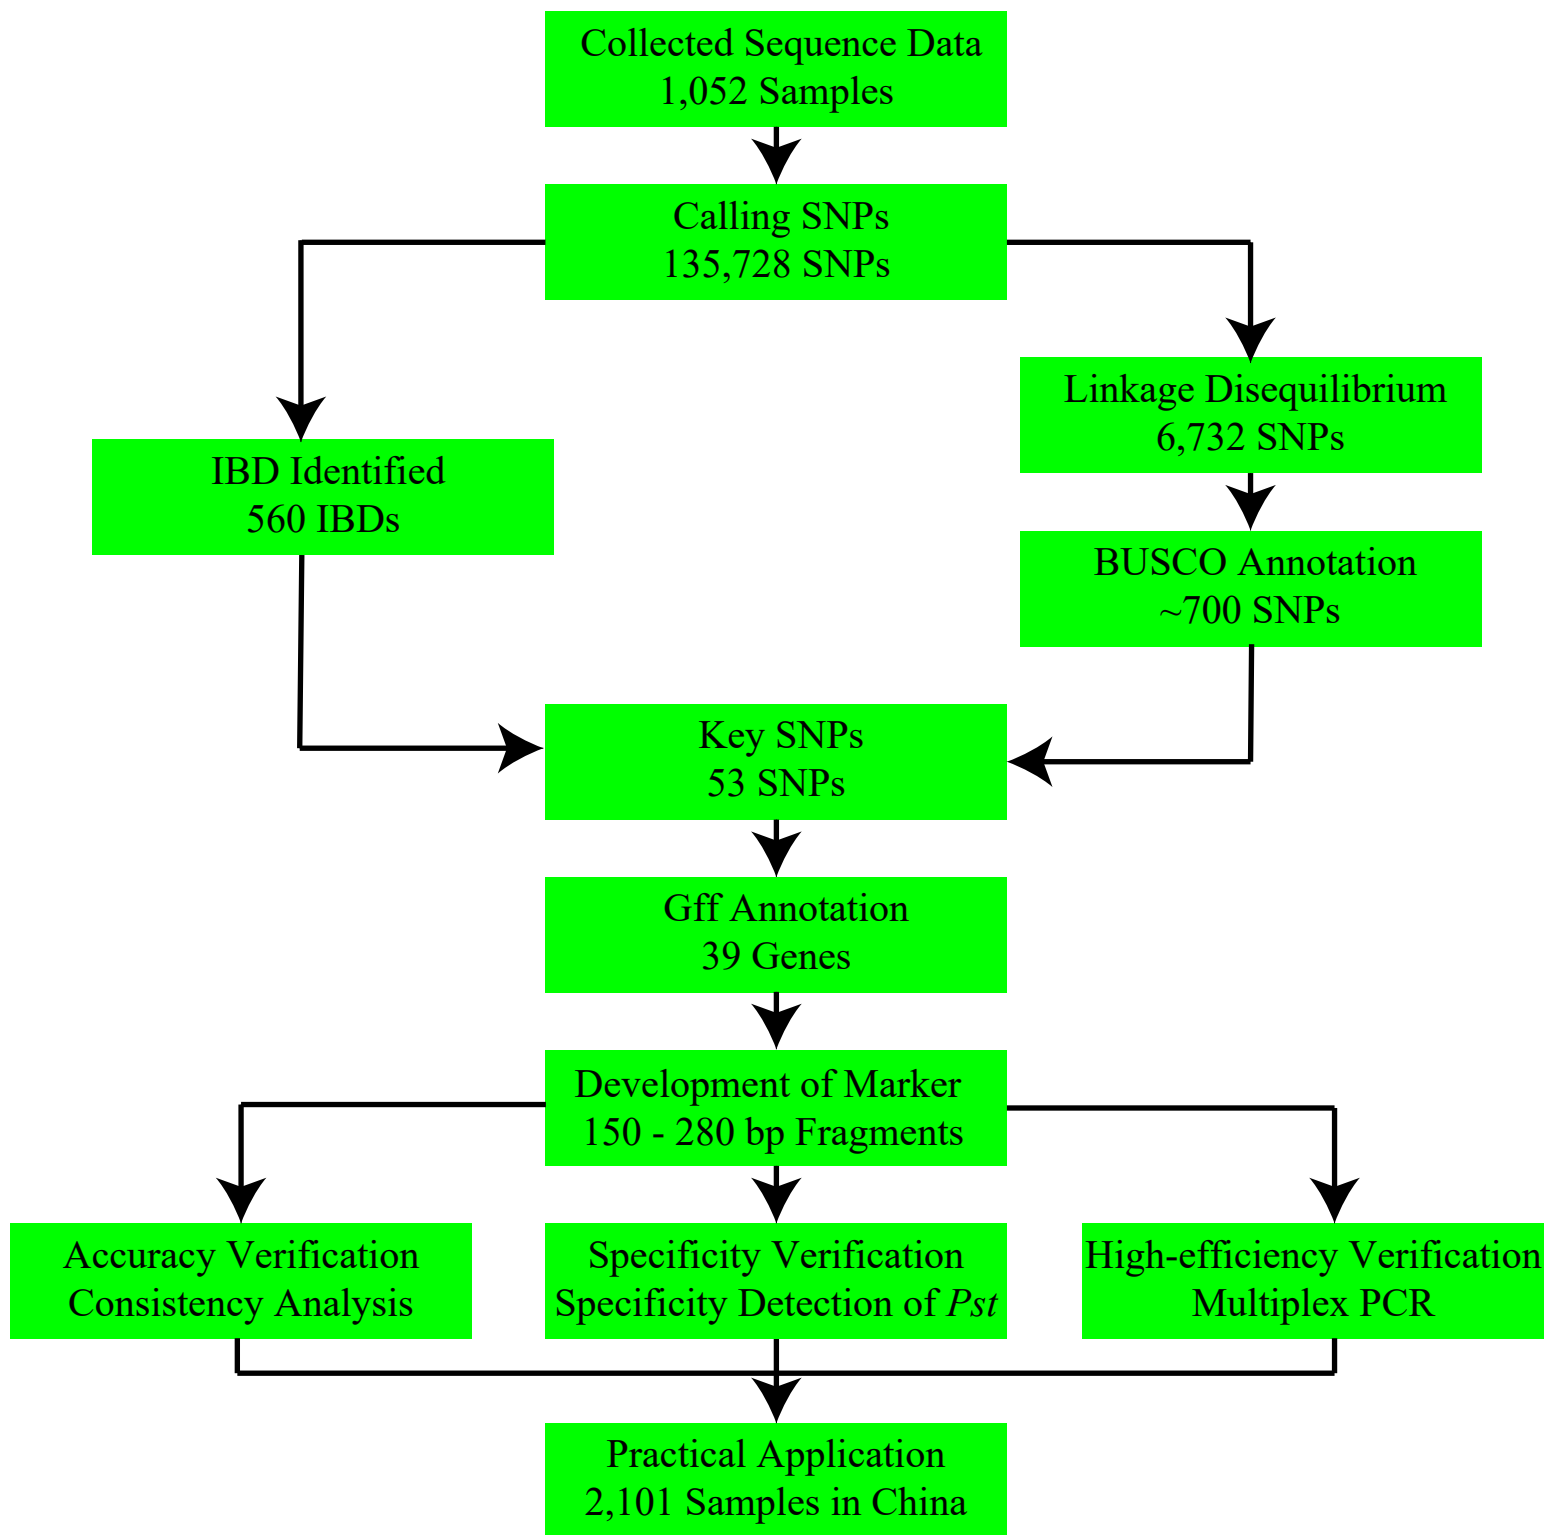 Collected Sequence Data
1,052 Samples
Calling SNPs
135,728 SNPs
Linkage Disequilibrium
6,732 SNPs
IBD Identified
560 IBDs
BUSCO Annotation
~700 SNPs
Key SNPs
53 SNPs
Gff Annotation
39 Genes
Development of Marker
150 - 280 bp Fragments
Accuracy Verification
Consistency Analysis
Specificity Verification
Specificity Detection of Pst
High-efficiency Verification
Multiplex PCR
Practical Application
2,101 Samples in China